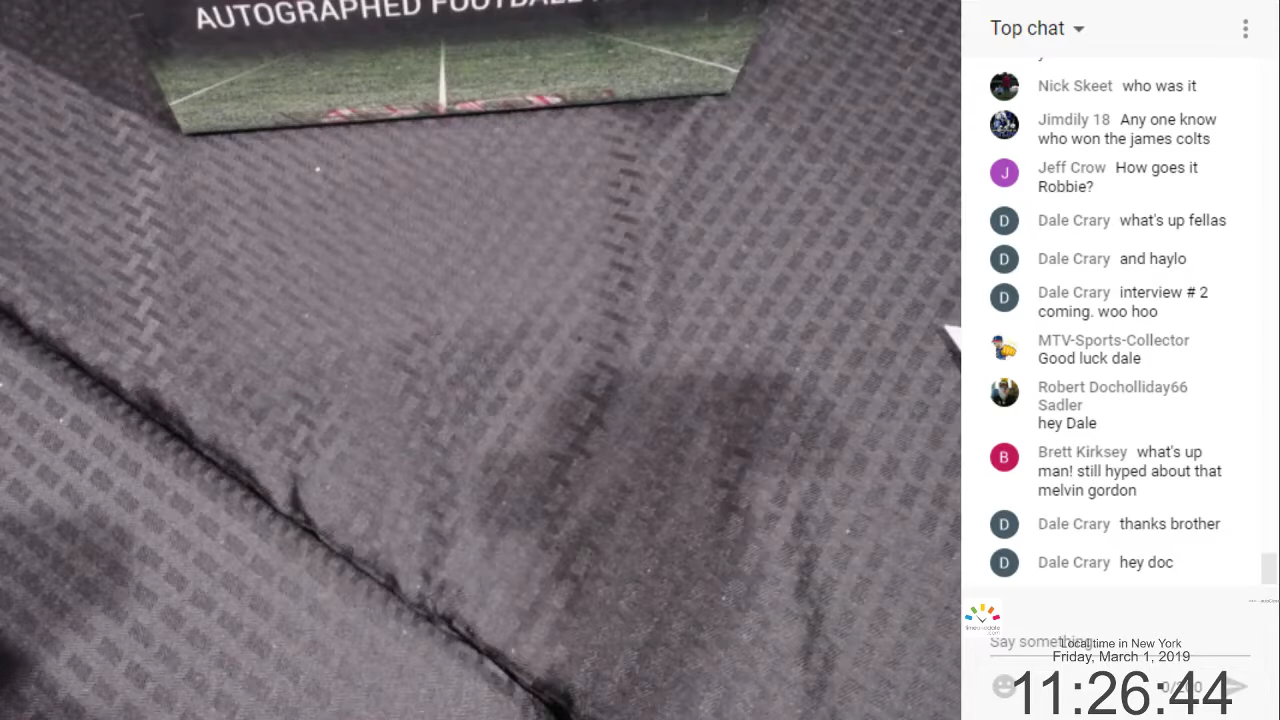 AUTOGRAPHED FOOTBALL
Top chat
Nick Skeet who was it
Jimdily 18 Any one know
who won the james colts
Jeff Crow How goes it
Robbie?
Dale Crary what's up fellas
Dale Crary and haylo
Dale Crary interview # 2
coming. woo hoo
MTV-Sports-Collector
Good luck dale
Robert Docholliday66
Sadler
hey Dale
Brett Kirksey what's up
man! still hyped about that
melvin gordon
Dale Crary thanks brother
Dale Crary hey doc
Say something...
Local time in New York
Friday, March 1, 2019
11:26:44